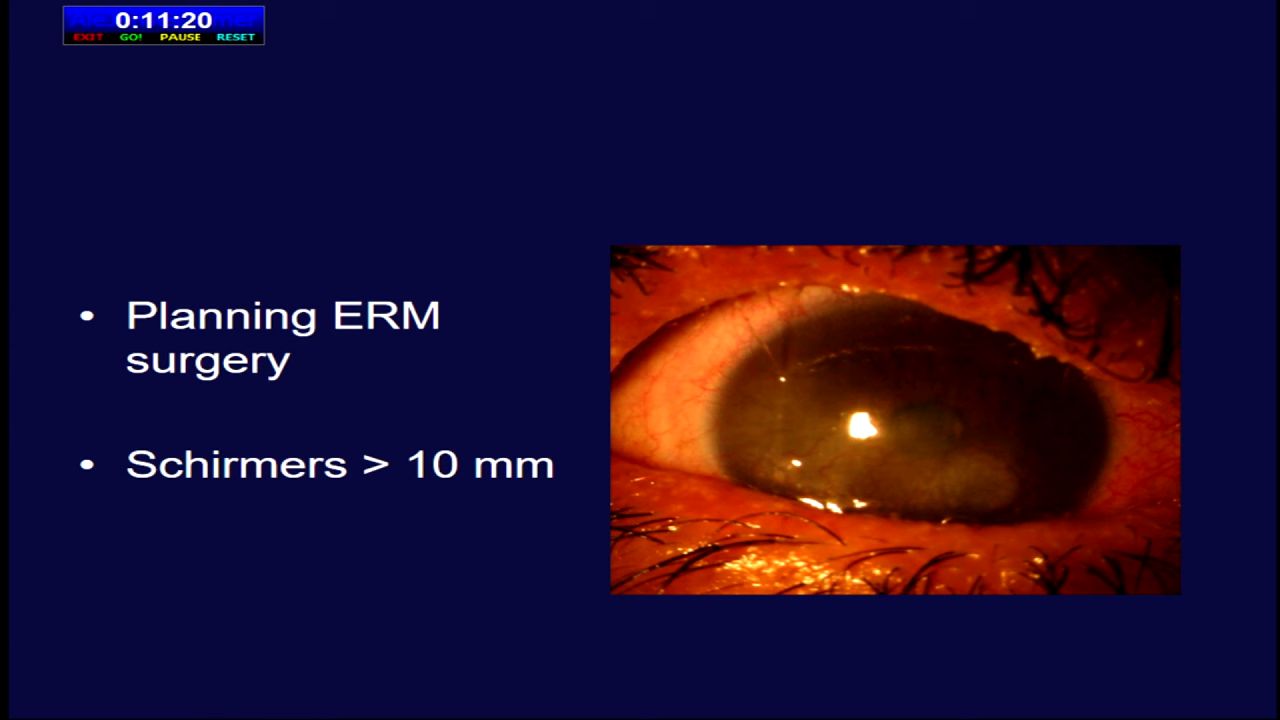 0:11:20
EXIT GO! PAUSE RESET
• Planning ERM
surgery
• Schirmers > 10 mm